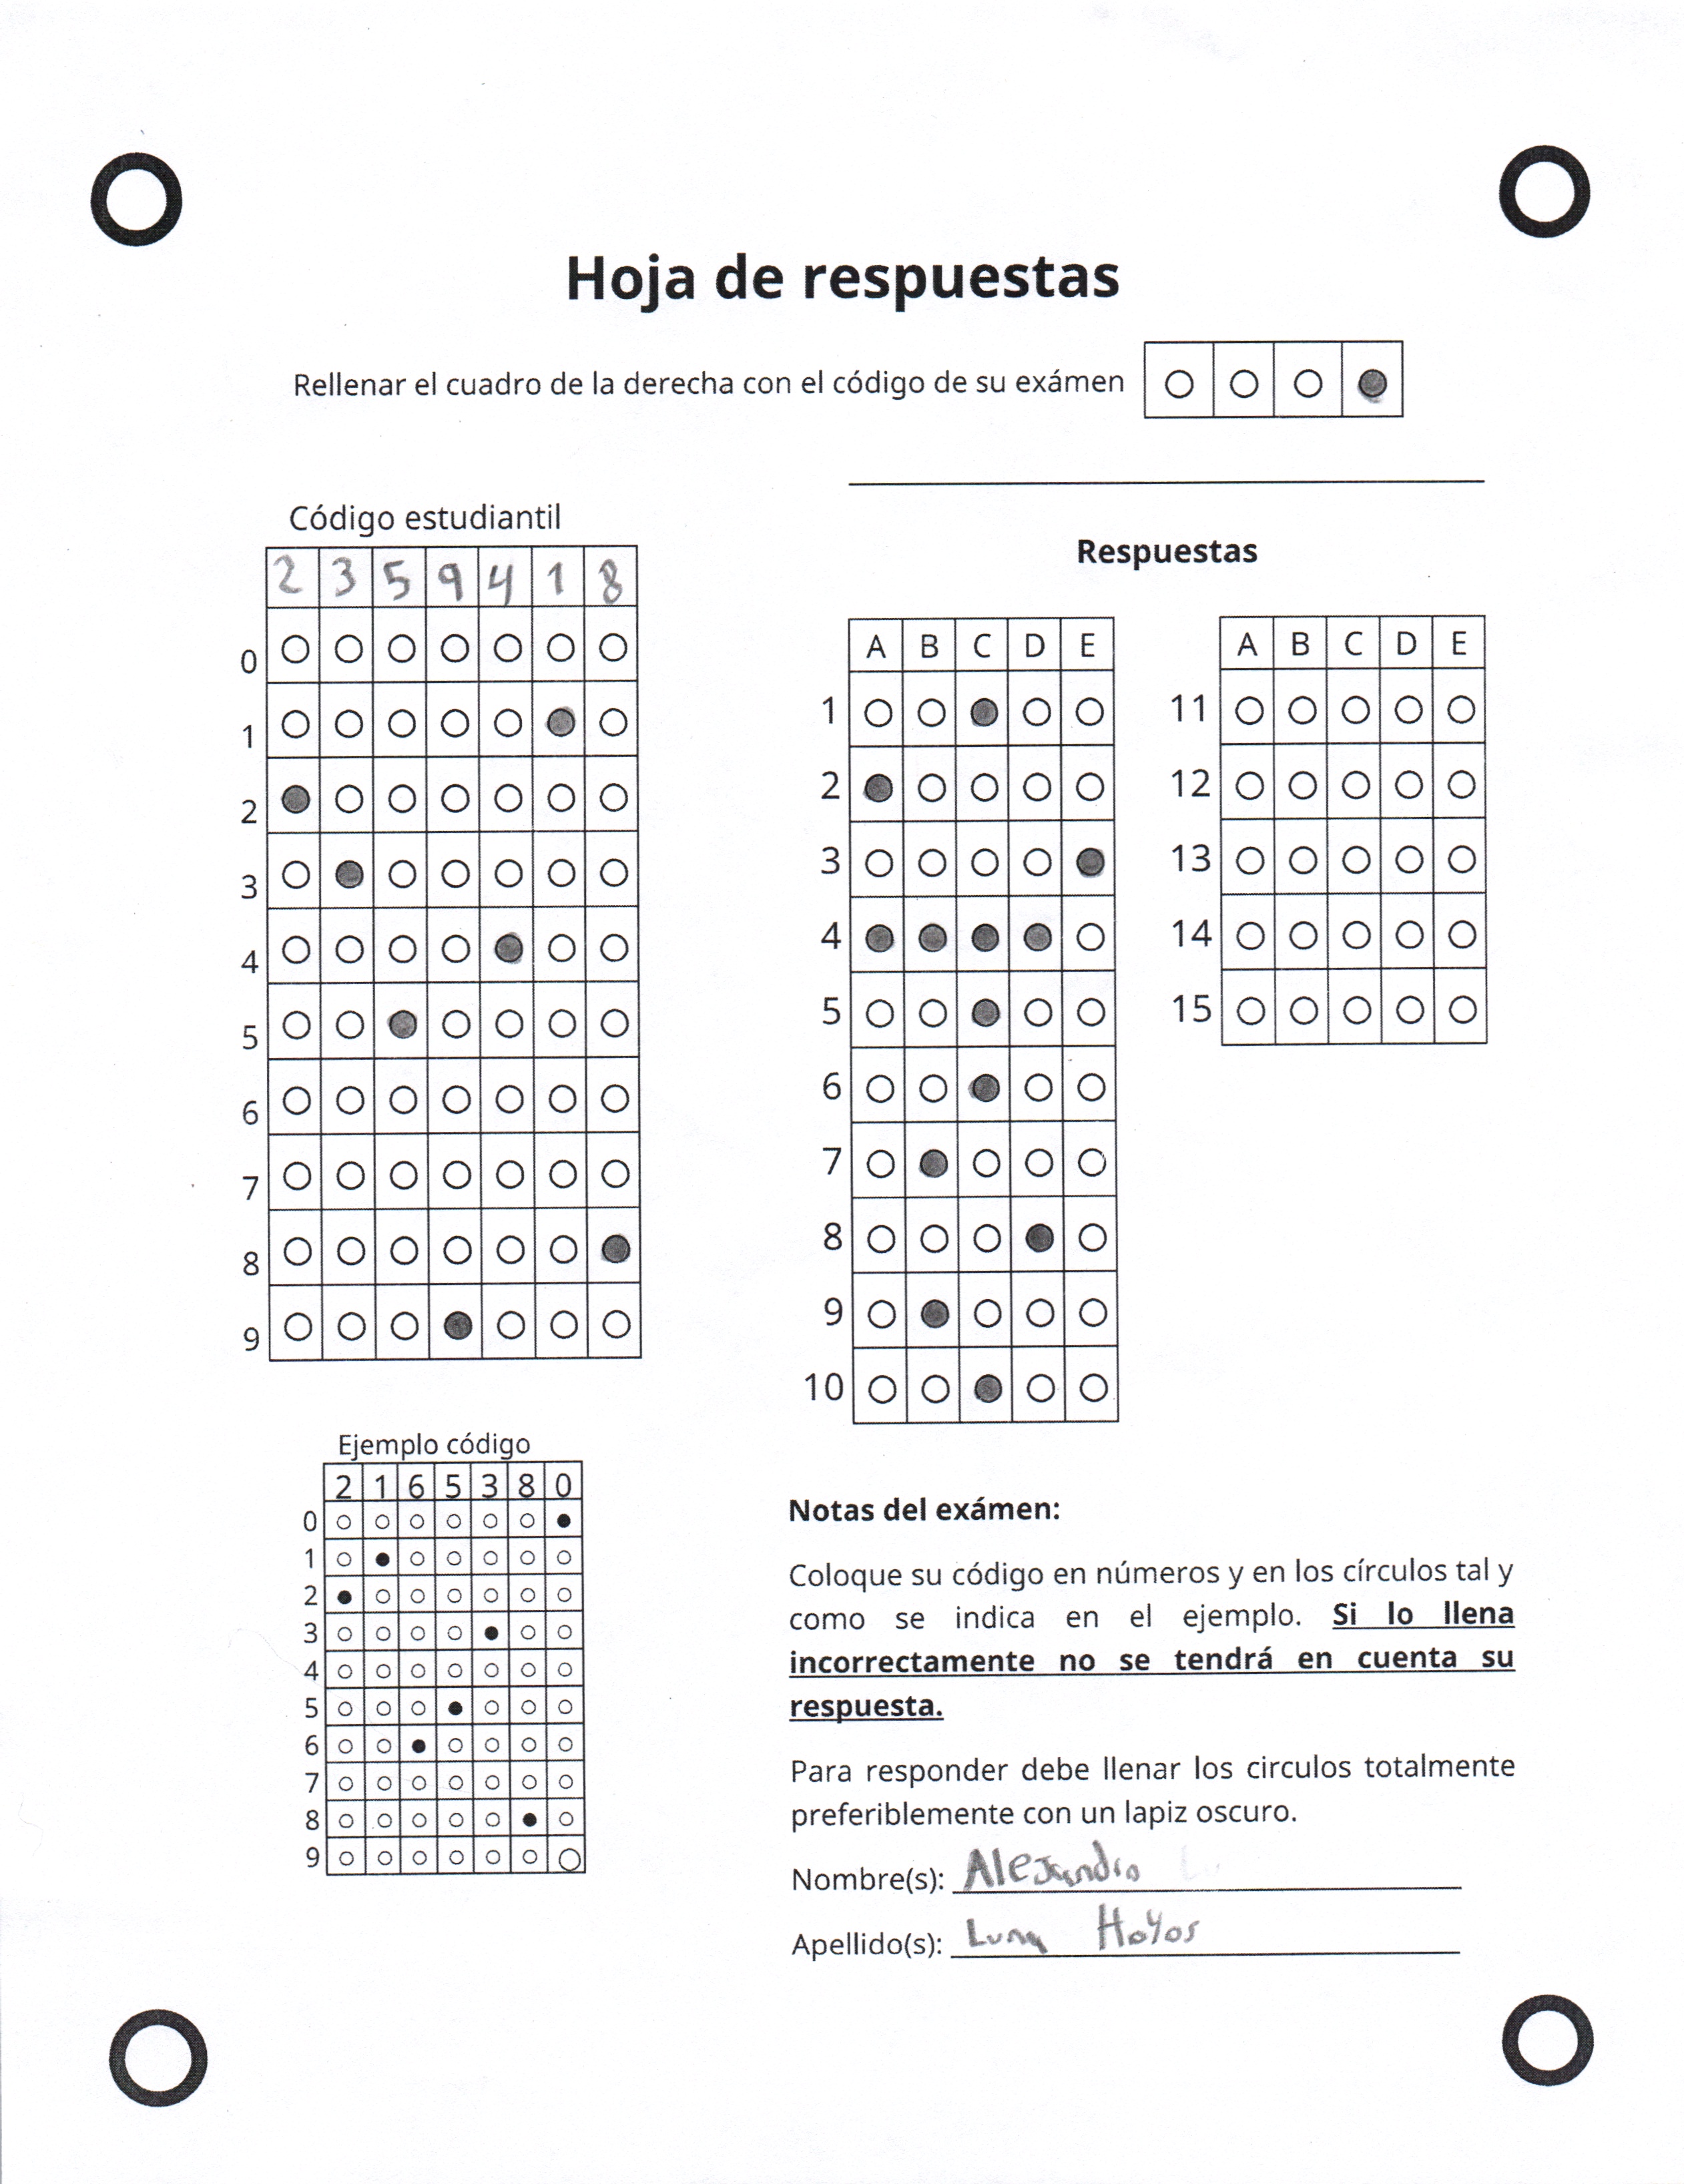 Hoja de respuestas
Rellenar el cuadro de la derecha con el código de su exámen
Código estudiantil
2 3 5 9 4 1 8
0
1
2
3
4
5
6
7
8
9
Respuestas
A B C D E
1
2
3
4
5
6
7
8
9
10
A B C D E
11
12
13
14
15
Ejemplo código
2 1 6 5 3 8 0
0
1
2
3
4
5
6
7
8
9
Notas del exámen:
Coloque su código en números y en los círculos tal y
como se indica en el ejemplo. Si lo llena
incorrectamente no se tendrá en cuenta su
respuesta.
Para responder debe llenar los circulos totalmente
preferiblemente con un lapiz oscuro.
Nombre(s): Alejandro
Apellido(s): Luna Hoyos